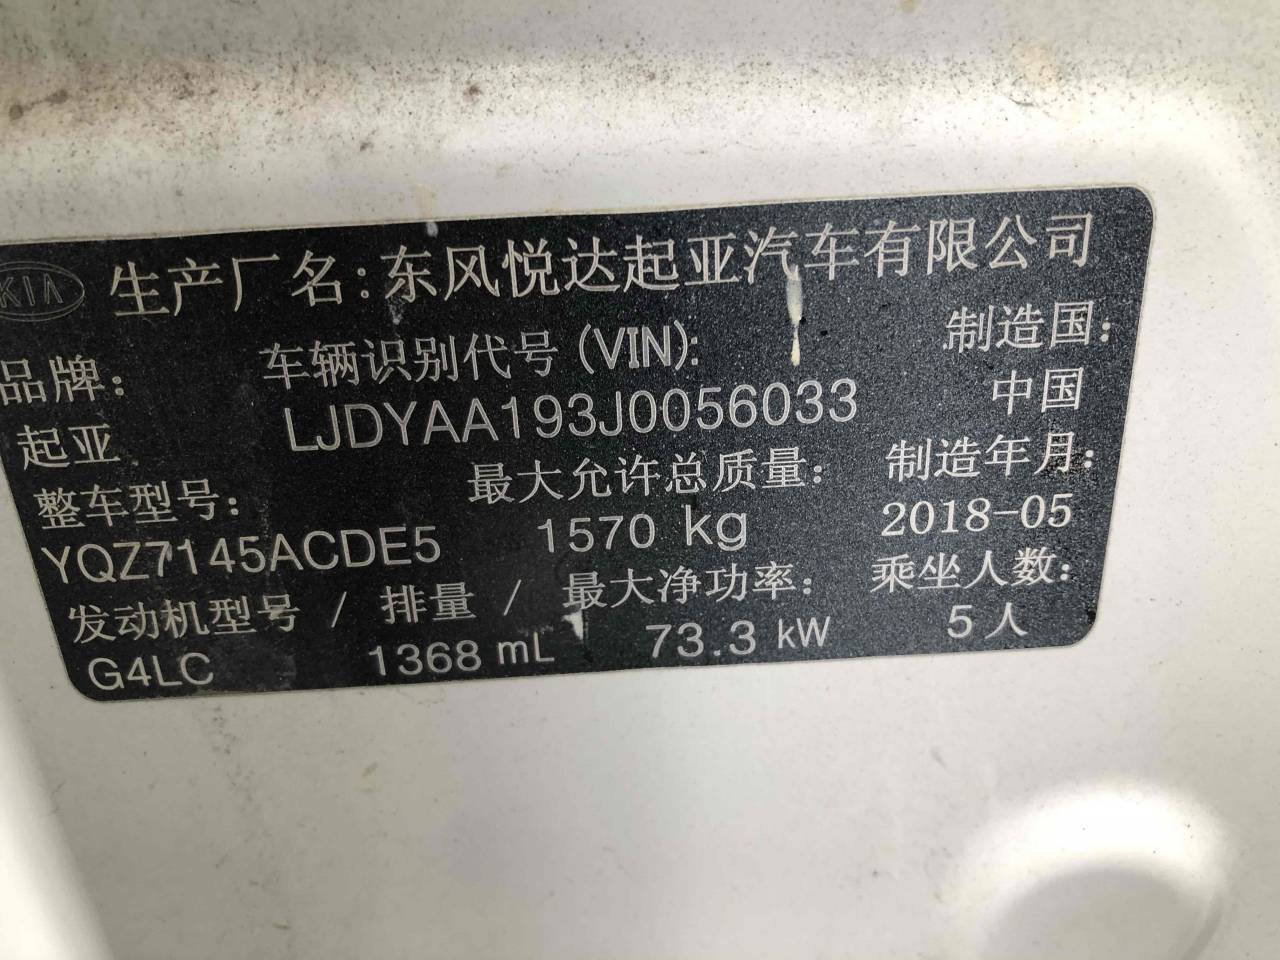 KIA 生产厂名:东风悦达起亚汽车有限公司
品牌: 车辆识别代号(VIN): 制造国:
起亚 LJDYAA193J0056033 中国
整车型号: 最大允许总质量: 制造年月:
YQZ7145ACDE5 1570 kg 2018-05
发动机型号 / 排量 / 最大净功率: 乘坐人数:
G4LC 1368 mL 73.3 kW 5人